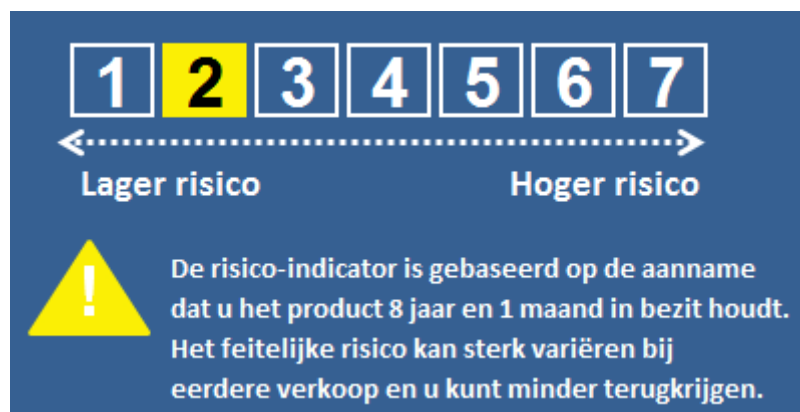 1 2 3 4 5 6 7
Lager risico Hoger risico
! De risico-indicator is gebaseerd op de aanname
dat u het product 8 jaar en 1 maand in bezit houdt.
Het feitelijke risico kan sterk variëren bij
eerdere verkoop en u kunt minder terugkrijgen.